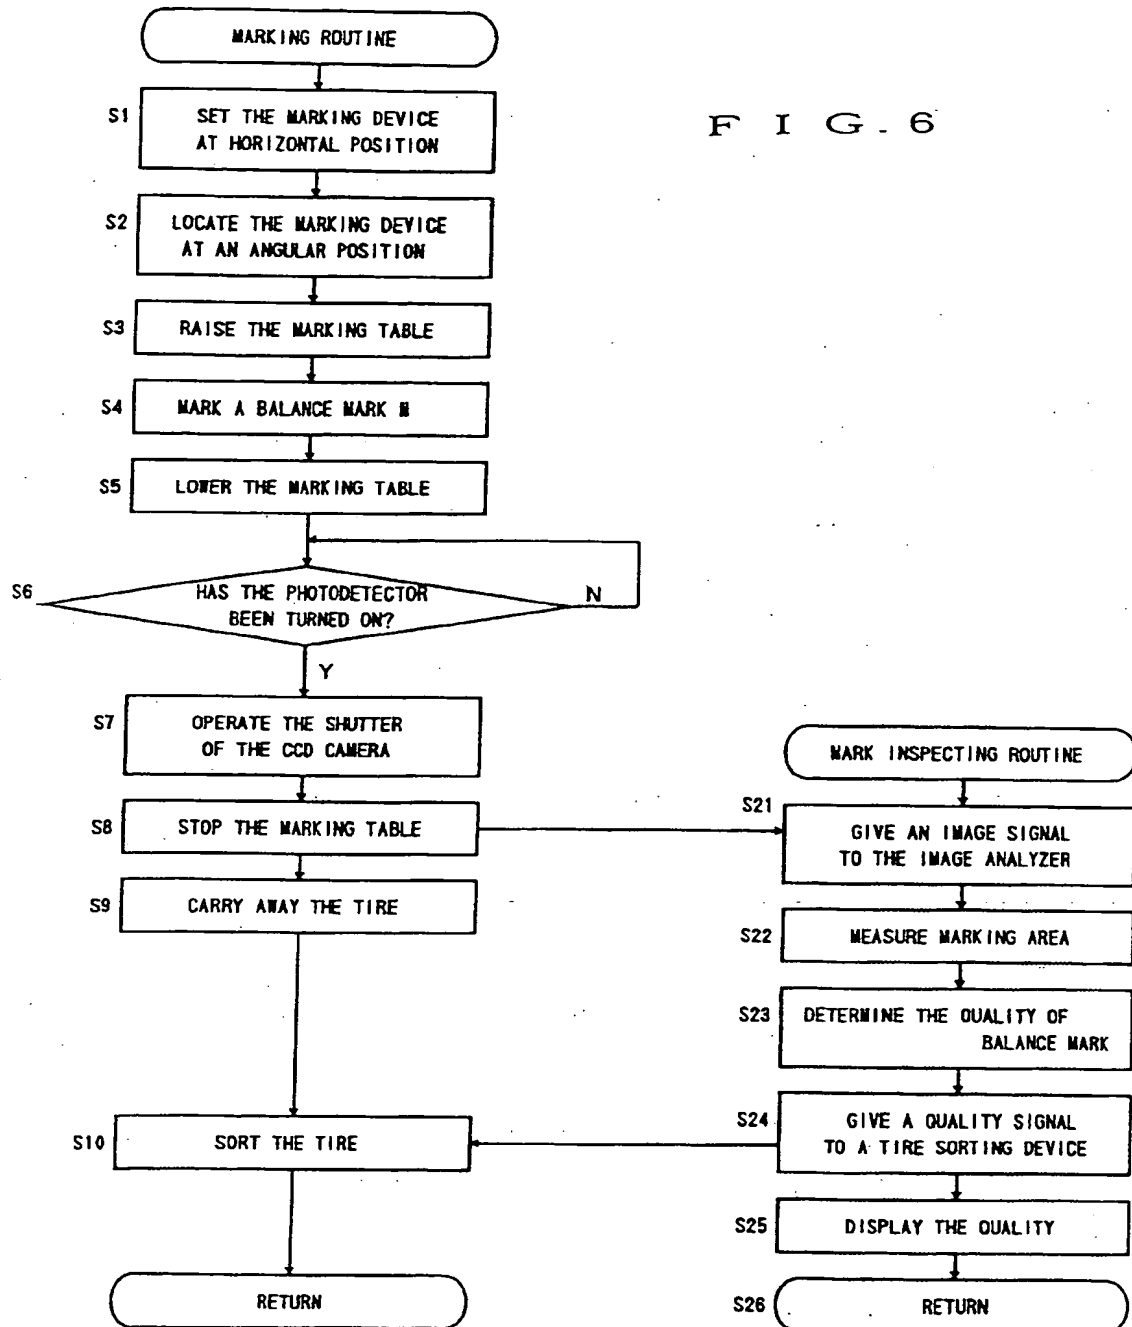 MARKING ROUTINE
FIG.6
S1
SET THE MARKING DEVICE
AT HORIZONTAL POSITION
S2
LOCATE THE MARKING DEVICE
AT AN ANGULAR POSITION
S3
RAISE THE MARKING TABLE
S4
MARK A BALANCE MARK M
S5
LOWER THE MARKING TABLE
S6
HAS THE PHOTODETECTOR
BEEN TURNED ON?
N
Y
S7
OPERATE THE SHUTTER
OF THE CCD CAMERA
S8
STOP THE MARKING TABLE
S9
CARRY AWAY THE TIRE
S10
SORT THE TIRE
RETURN
MARK INSPECTING ROUTINE
S21
GIVE AN IMAGE SIGNAL
TO THE IMAGE ANALYZER
S22
MEASURE MARKING AREA
S23
DETERMINE THE QUALITY OF
BALANCE MARK
S24
GIVE A QUALITY SIGNAL
TO A TIRE SORTING DEVICE
S25
DISPLAY THE QUALITY
S26
RETURN